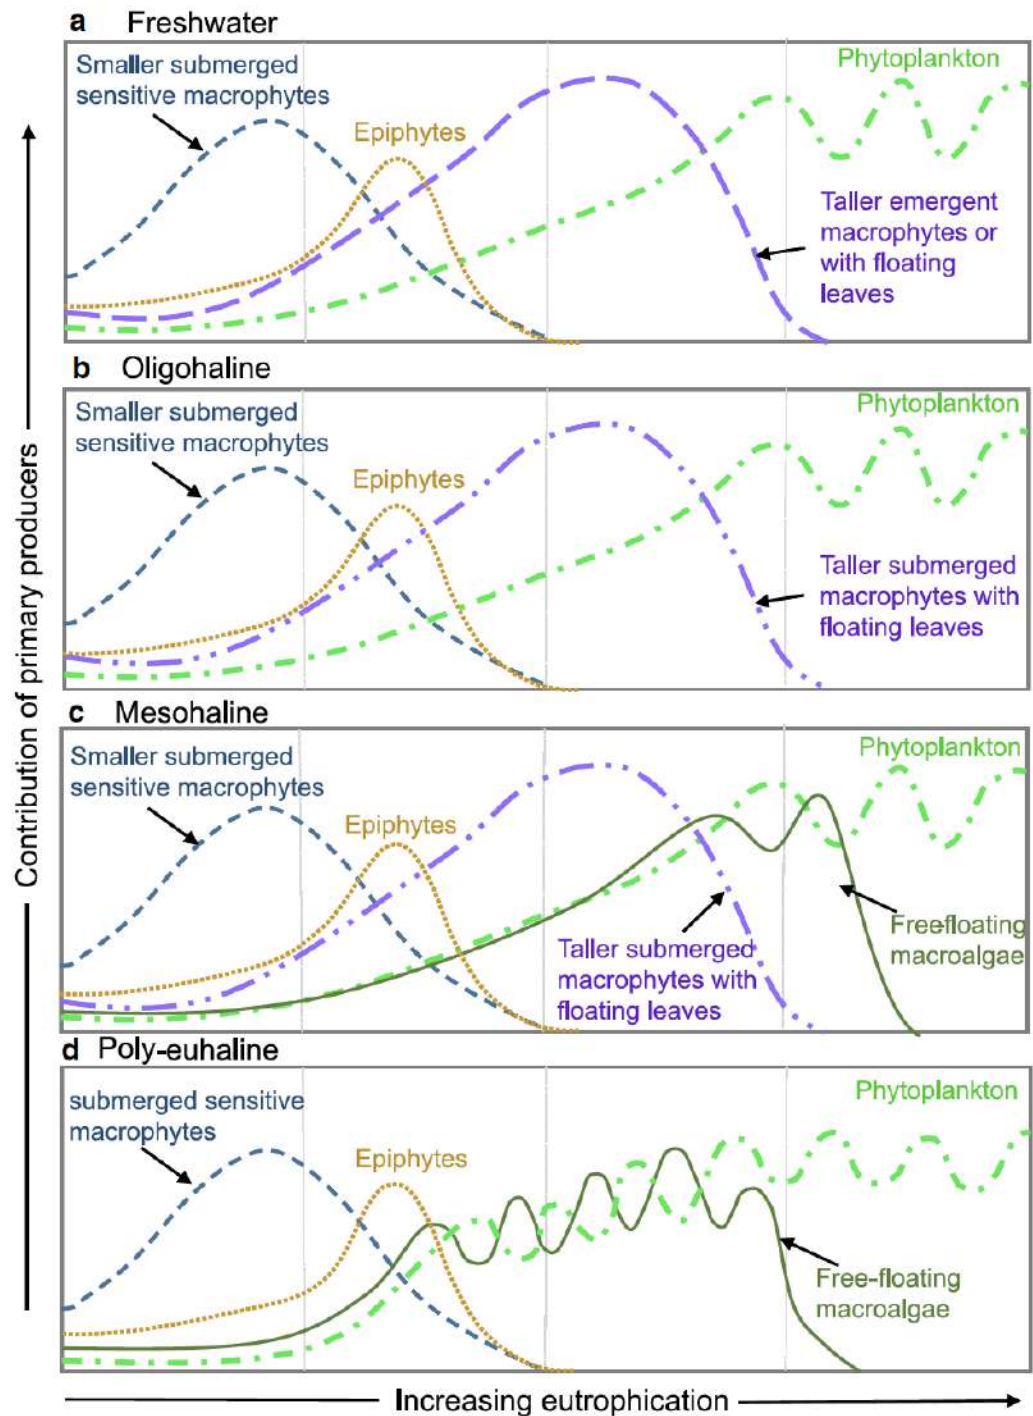 a Freshwater
Smaller submerged
sensitive macrophytes
Epiphytes
Phytoplankton
Taller emergent
macrophytes or
with floating
leaves
b Oligohaline
Smaller submerged
sensitive macrophytes
Epiphytes
Phytoplankton
Taller submerged
macrophytes with
floating leaves
c Mesohaline
Smaller submerged
sensitive macrophytes
Epiphytes
Phytoplankton
Free-floating
macroalgae
Taller submerged
macrophytes with
floating leaves
d Poly-euhaline
submerged sensitive
macrophytes
Epiphytes
Phytoplankton
Free-floating
macroalgae
Contribution of primary producers
Increasing eutrophication